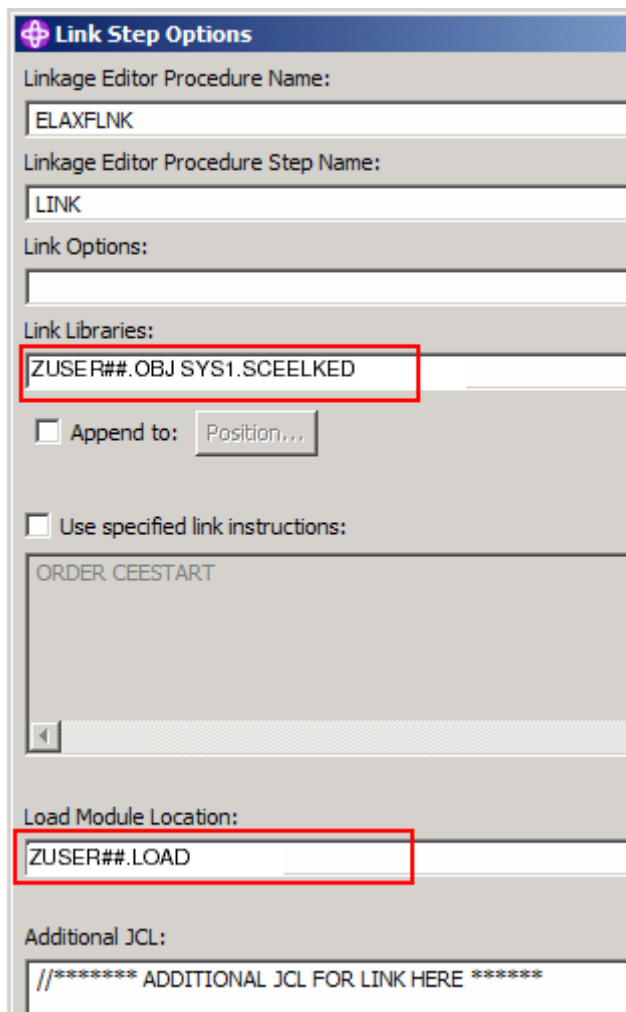 Link Step Options
Linkage Editor Procedure Name:
ELAXFLNK
Linkage Editor Procedure Step Name:
LINK
Link Options:
Link Libraries:
ZUSER##.OBJ SYS1.SCEELKED
Append to: Position...
Use specified link instructions:
ORDER CEESTART
Load Module Location:
ZUSER##.LOAD
Additional JCL:
//******* ADDITIONAL JCL FOR LINK HERE ******